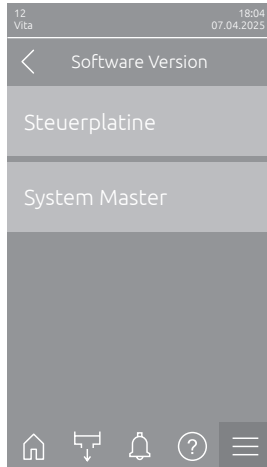 12 18:04
Vita 07.04.2025
Software Version
Steuerplatine
System Master
?